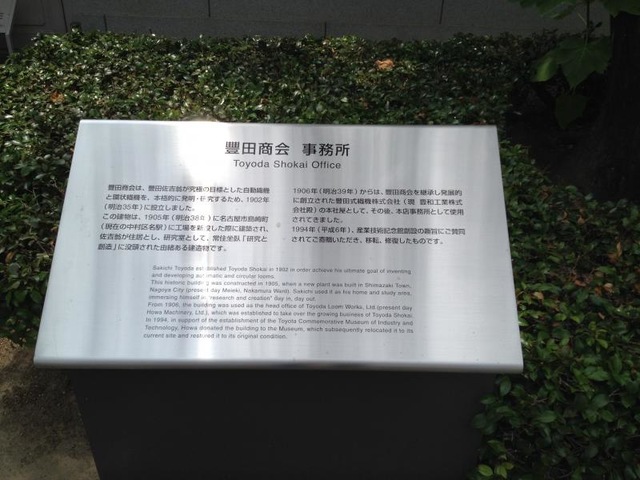 豐田商会 事務所
Toyoda Shokai Office
豐田商会は、豐田佐吉翁が究極の目標とした自動織機
と環状織機を、本格的に発明・研究するため、1902年
(明治35年)に設立しました。
この建物は、1905年(明治38年)に名古屋市島崎町
(現在の中村区名駅)に工場を新設した際に建築され、
佐吉翁が住居とし、研究室として、常住坐臥「研究と
創造」に没頭された由緒ある建造物です。
1906年(明治39年)からは、豐田商会を継承し発展的
に創立された豐田式織機株式会社(現 豊和工業株式
会社殿)の本社屋として、その後、本店事務所として使用
されてきました。
1994年(平成6年)、産業技術記念館創設の趣旨にご賛同
されてご寄贈いただき、移転、修復したものです。
Sakichi Toyoda established Toyoda Shokai in 1902 in order achieve his ultimate goal of inventing
and developing automatic and circular looms.
This historic building was constructed in 1905, when a new plant was built in Shimazaki Town,
Nagoya City (present day Meieki, Nakamura Ward). Sakichi used it as his home and study area,
immersing himself in "research and creation" day in, day out.
From 1906, the building was used as the head office of Toyoda Loom Works, Ltd (present day
Howa Machinery, Ltd.), which was established to take over the growing business of Toyoda Shokai.
In 1994, in support of the establishment of the Toyota Commemorative Museum of Industry and
Technology, Howa donated the building to the Museum, which subsequently relocated it to its
current site and restored it to its original condition.